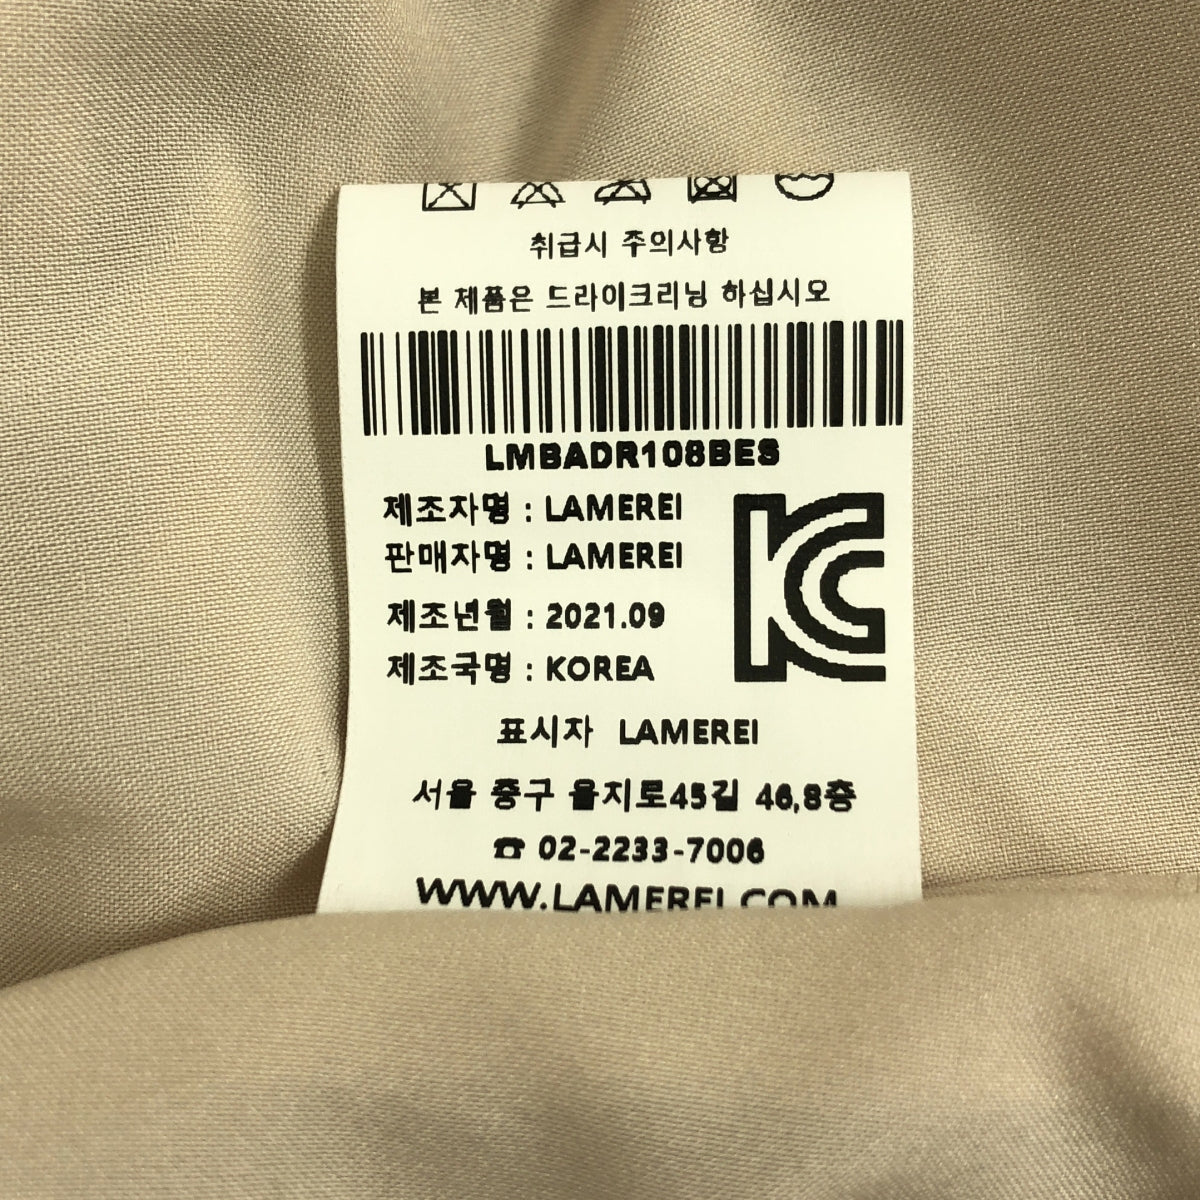 취급시 주의사항
본 제품은 드라이크리닝 하십시오
LMBADR108BES
제조자명 : LAMEREI
판매자명 : LAMEREI
제조년월 : 2021.09
제조국명 : KOREA
KC
표시자 LAMEREI
서울 중구 을지로45길 46,8층
☎ 02-2233-7006
WWW.LAMEREI.COM